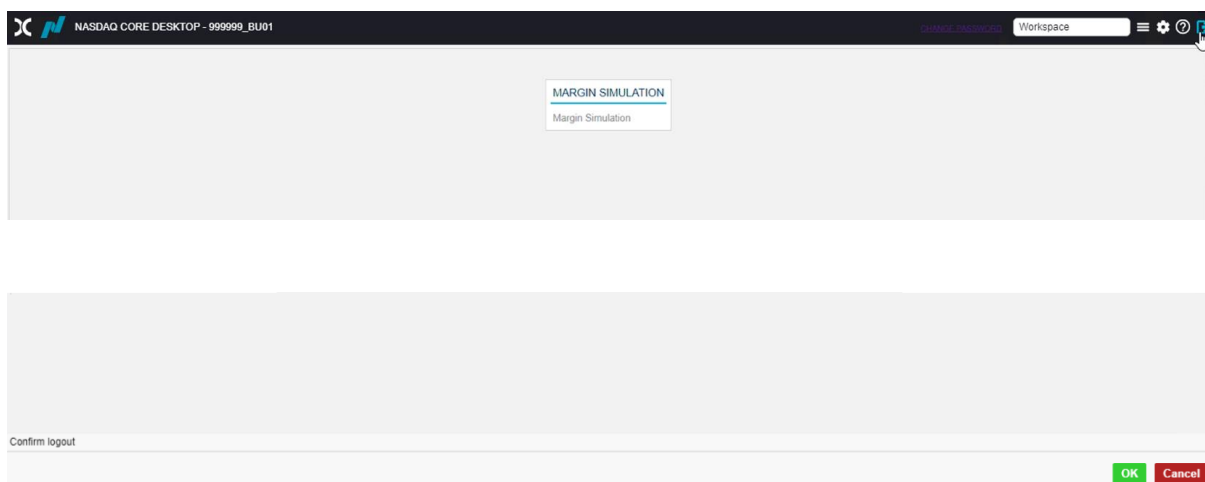 NASDAQ CORE DESKTOP - 999999_BU01
CHANGE PASSWORD
Workspace
MARGIN SIMULATION
Margin Simulation
Confirm logout
OK
Cancel